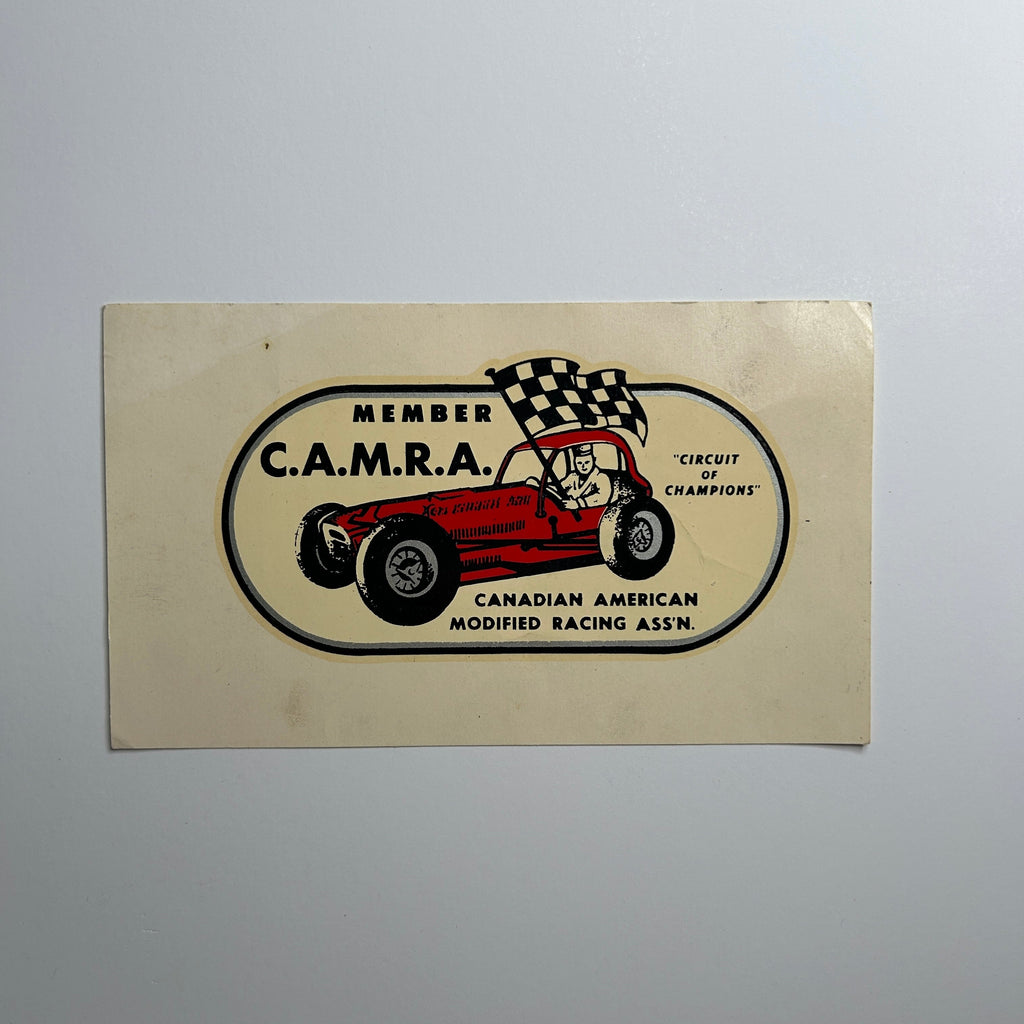 MEMBER
C.A.M.R.A.
"CIRCUIT
OF
CHAMPIONS"
CANADIAN AMERICAN
MODIFIED RACING ASS'N.